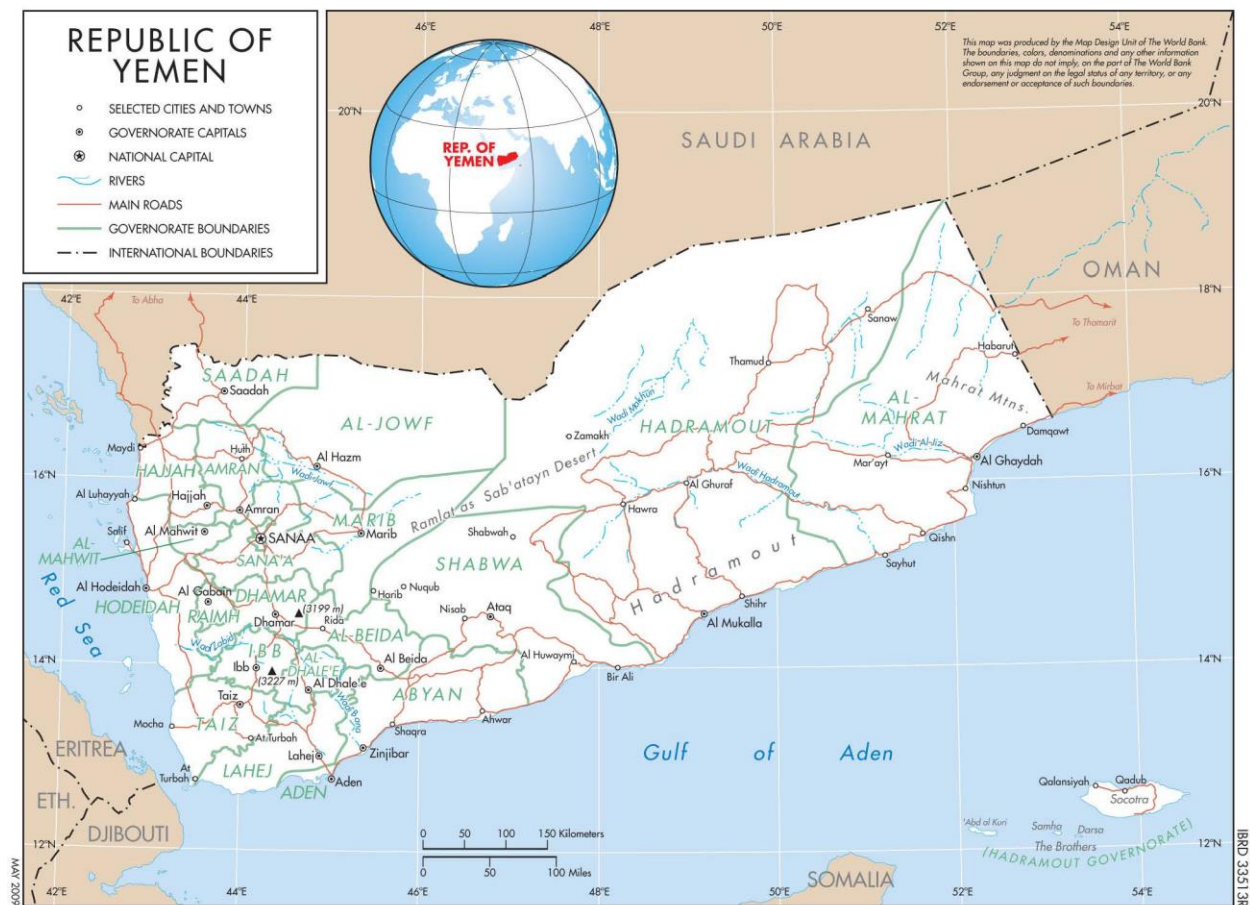 REPUBLIC OF
YEMEN
SELECTED CITIES AND TOWNS
GOVERNORATE CAPITALS
NATIONAL CAPITAL
RIVERS
MAIN ROADS
GOVERNORATE BOUNDARIES
INTERNATIONAL BOUNDARIES
This map was produced by the Map Design Unit of The World Bank.
The boundaries, colors, denominations and any other information
shown on this map do not imply, on the part of The World Bank
Group, any judgment on the legal status of any territory, or any
endorsement or acceptance of such boundaries.
REP. OF
YEMEN
46°E
48°E
50°E
52°E
54°E
20°N
20°N
SAUDI ARABIA
OMAN
42°E
44°E
18°N
To Abha
To Thamarit
To Mirbat
Sanaw
Habarut
Thamud
Mahrat Mtns.
SAADAH
Saadah
AL-JOWF
Wadi Makhun
HADRAMOUT
AL-
MAHRAT
Zamakh
Damqawt
Maydi
Huth
Al Hazm
HAJJAH
AMRAN
Wadi Jawf
Wadi Al-Jiz
Mar'ayt
Al Ghaydah
16°N
16°N
Ramlat as Sab'atayn Desert
Al Ghuraf
Wadi Hadramout
Nishtun
Al Luhayyah
Hajjah
Amran
Hawra
MARIB
Marib
Al Mahwit
SANAA
Shabwah
Salif
AL-
MAHWIT
SANA'A
SHABWA
Hadramout
Qishn
Sayhut
Red Sea
Al Hodeidah
HODEIDAH
Al Gabain
DHAMAR
Nuqub
Harib
Shihr
RAIMH
Dhamar
(3199 m)
Rida
Nisab
Ataq
Al Mukalla
AL-BEIDA
Wadi Zabid
IBB
AL-
DHALE'E
Ibb
Al Beida
Al Huwaymi
Bir Ali
14°N
14°N
(3227 m)
Al Dhale'e
Taiz
ABYAN
Wadi Bana
Mocha
TAIZ
At Turbah
Shaqra
Ahwar
Lahej
Zinjibar
At
Turbah
LAHEJ
Aden
ADEN
Gulf of Aden
ERITREA
ETH.
DJIBOUTI
SOMALIA
Qalansiyah
Qadub
Socotra
'Abd al Kuri
Samha
Darsa
The Brothers
(HADRAMOUT GOVERNORATE)
12°N
12°N
0 50 100 150 Kilometers
0 50 100 Miles
42°E
44°E
46°E
48°E
50°E
52°E
54°E
MAY 2009
IBRD 33513R